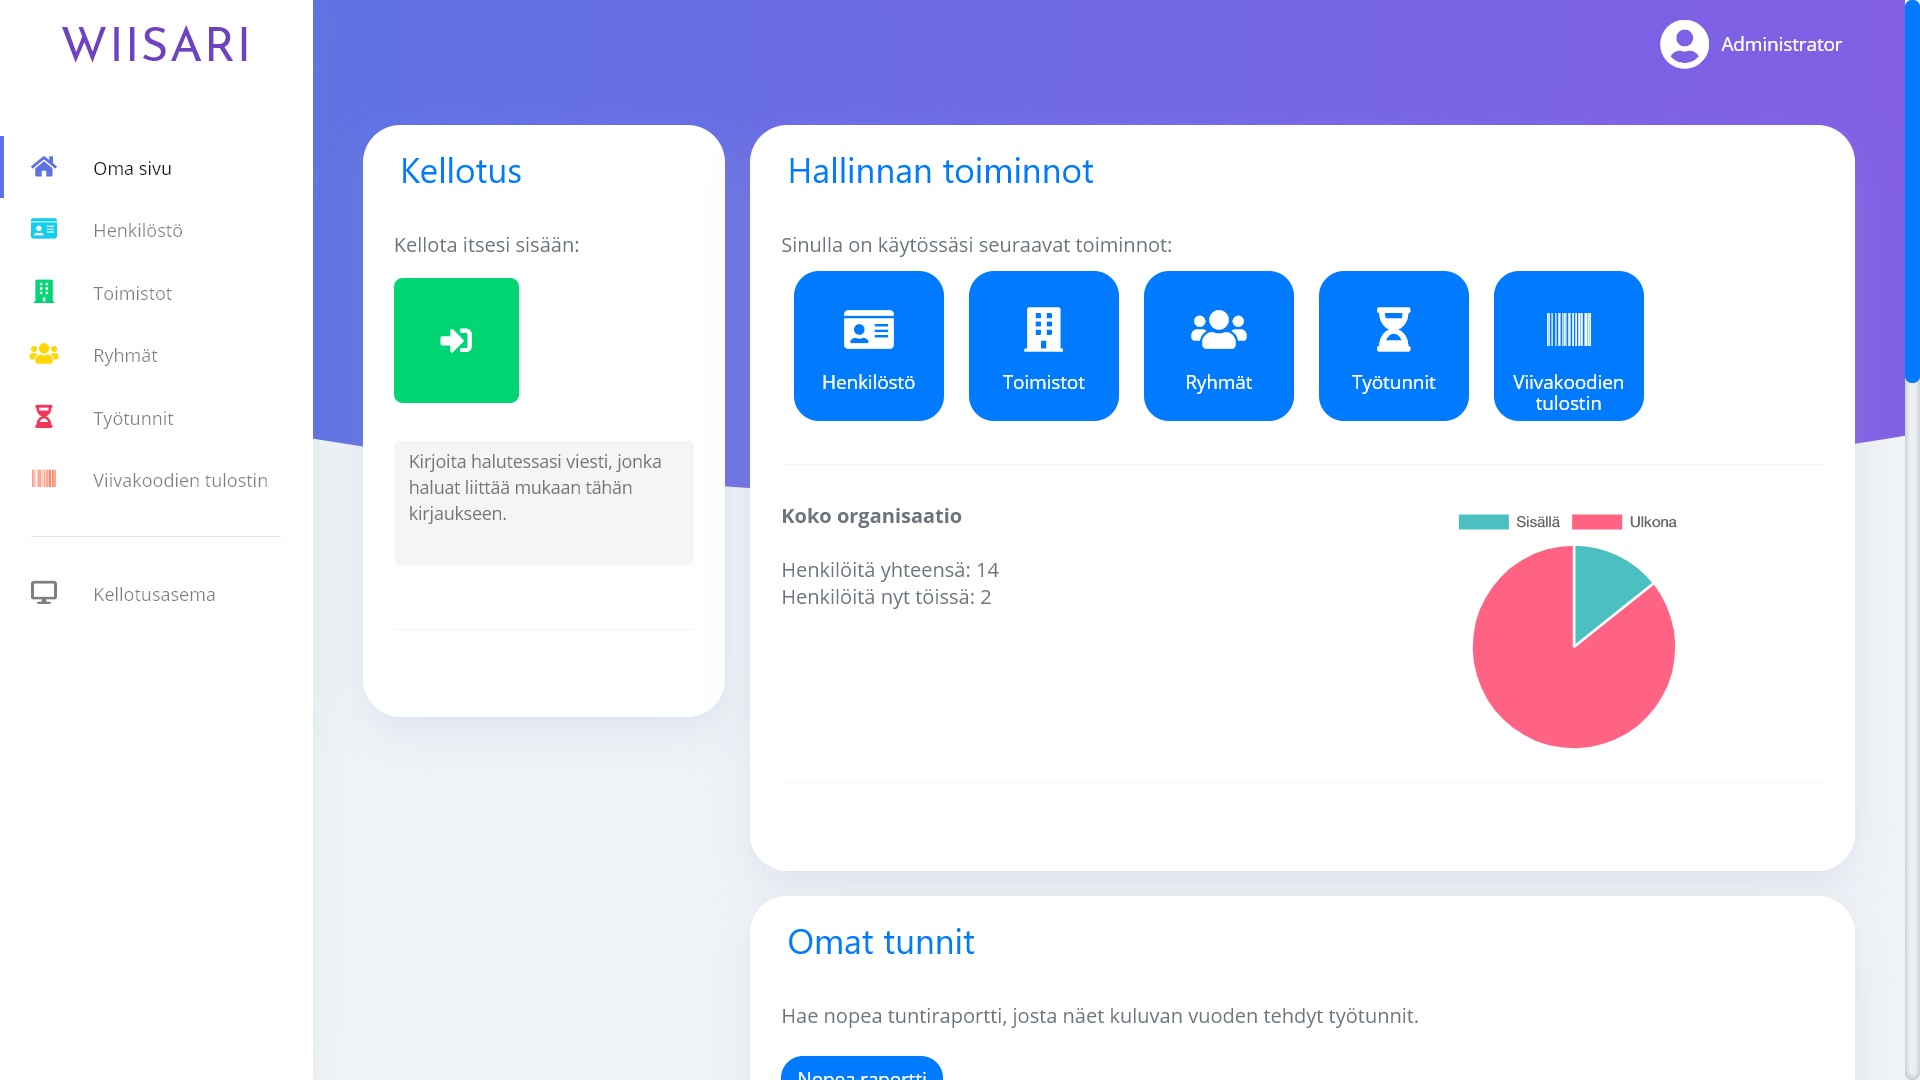 WIISARI
Administrator
Oma sivu
Henkilöstö
Toimistot
Ryhmät
Työtunnit
Viivakoodien tulostin
Kellotusasema
Kellotus
Kellota itsesi sisään:
Kirjoita halutessasi viesti, jonka
haluat liittää mukaan tähän
kirjaukseen.
Hallinnan toiminnot
Sinulla on käytössäsi seuraavat toiminnot:
Henkilöstö
Toimistot
Ryhmät
Työtunnit
Viivakoodien
tulostin
Koko organisaatio
Henkilöitä yhteensä: 14
Henkilöitä nyt töissä: 2
Sisällä
Ulkona
Omat tunnit
Hae nopea tuntiraportti, josta näet kuluvan vuoden tehdyt työtunnit.
Nopea raportti